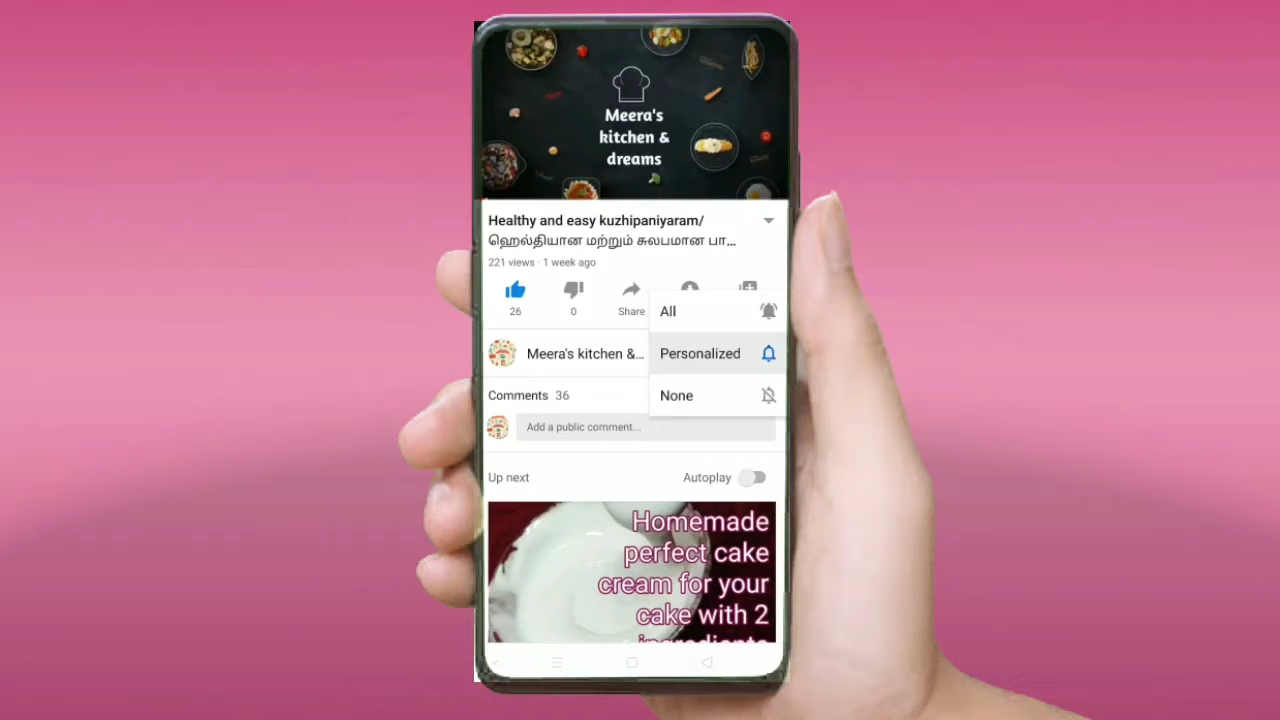 Meera's
kitchen &
dreams
Healthy and easy kuzhipaniyaram/
ஹெல்தியான மற்றும் சுலபமான பா...
221 views · 1 week ago
26
0
Share
All
Personalized
None
Meera's kitchen &...
Comments 36
Add a public comment...
Up next
Autoplay
Homemade
perfect cake
cream for your
cake with 2
ingredients